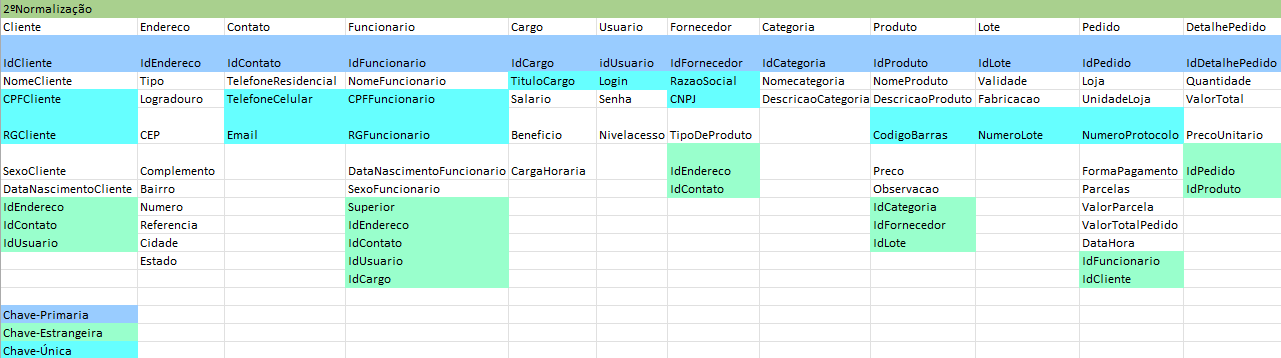 2ºNormalização
Cliente Endereco Contato Funcionario Cargo Usuario Fornecedor Categoria Produto Lote Pedido DetalhePedido
IdCliente IdEndereco IdContato IdFuncionario IdCargo idUsuario IdFornecedor IdCategoria IdProduto IdLote IdPedido IdDetalhePedido
NomeCliente Tipo TelefoneResidencial NomeFuncionario TituloCargo Login RazaoSocial Nomecategoria NomeProduto Validade Loja Quantidade
CPFCliente Logradouro TelefoneCelular CPFFuncionario Salario Senha CNPJ DescricaoCategoria DescricaoProduto Fabricacao UnidadeLoja ValorTotal
RGCliente CEP Email RGFuncionario Beneficio Nivelacesso TipoDeProduto CodigoBarras NumeroLote NumeroProtocolo PrecoUnitario
SexoCliente Complemento DataNascimentoFuncionario CargaHoraria IdEndereco Preco FormaPagamento IdPedido
DataNascimentoCliente Bairro SexoFuncionario IdContato Observacao Parcelas IdProduto
IdEndereco Numero Superior IdCategoria ValorParcela
IdContato Referencia IdEndereco IdFornecedor ValorTotalPedido
IdUsuario Cidade IdContato IdLote DataHora
Estado IdUsuario IdFuncionario
IdCargo IdCliente
Chave-Primaria
Chave-Estrangeira
Chave-Única